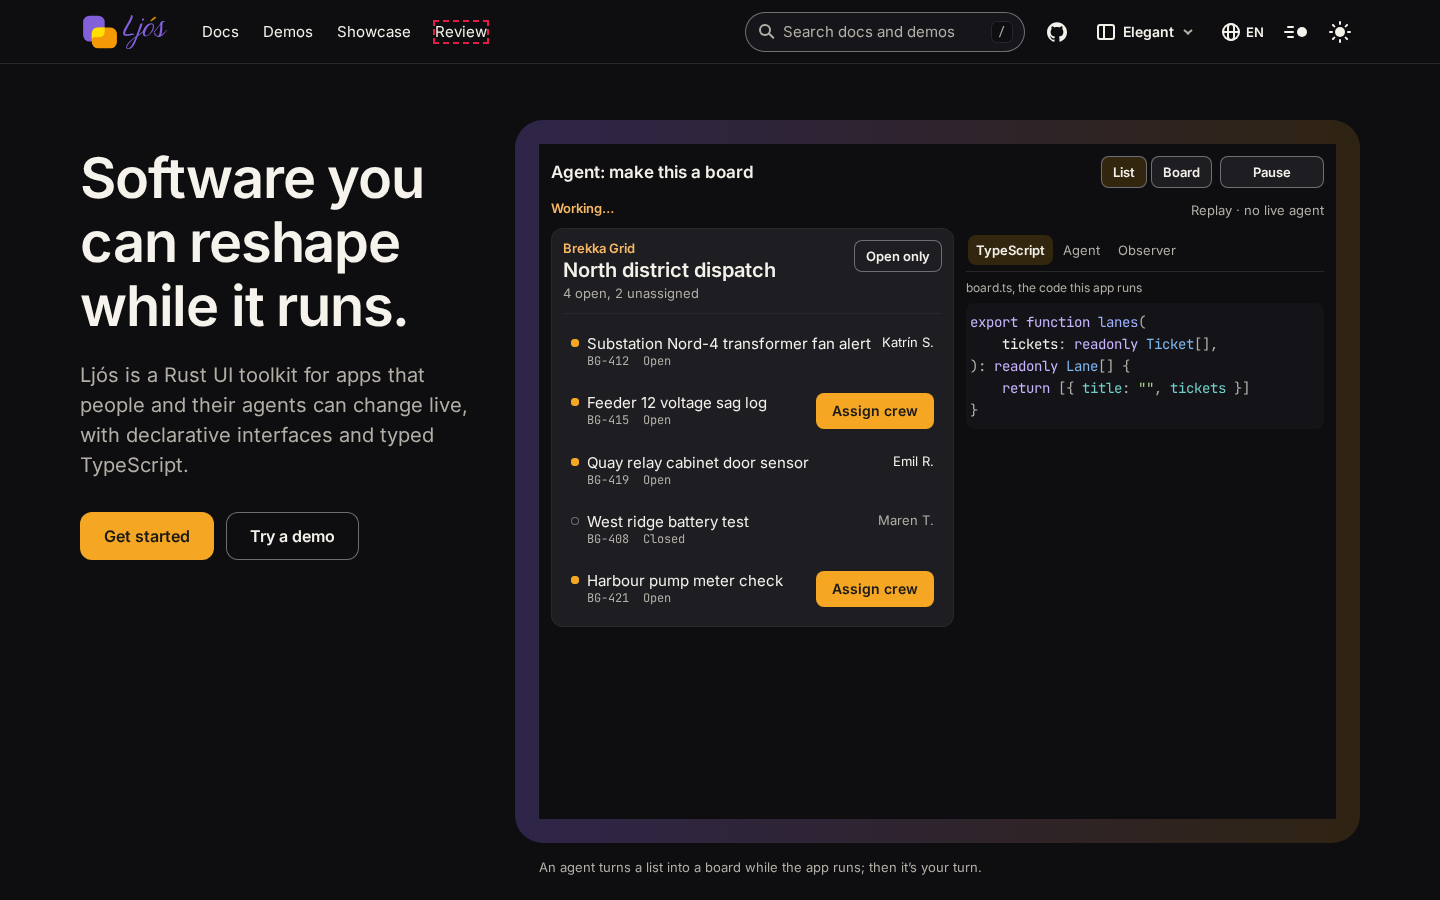 Ljós
Docs
Demos
Showcase
Review
Search docs and demos
/
Elegant
EN
Software you
can reshape
while it runs.
Ljós is a Rust UI toolkit for apps that
people and their agents can change live,
with declarative interfaces and typed
TypeScript.
Get started
Try a demo
Agent: make this a board
List
Board
Pause
Working...
Replay · no live agent
Brekka Grid
North district dispatch
4 open, 2 unassigned
Open only
Substation Nord-4 transformer fan alert
Katrín S.
BG-412 Open
Feeder 12 voltage sag log
BG-415 Open
Assign crew
Quay relay cabinet door sensor
Emil R.
BG-419 Open
West ridge battery test
Maren T.
BG-408 Closed
Harbour pump meter check
BG-421 Open
Assign crew
TypeScript
Agent
Observer
board.ts, the code this app runs
export function lanes(
    tickets: readonly Ticket[],
): readonly Lane[] {
    return [{ title: "", tickets }]
}
An agent turns a list into a board while the app runs; then it’s your turn.